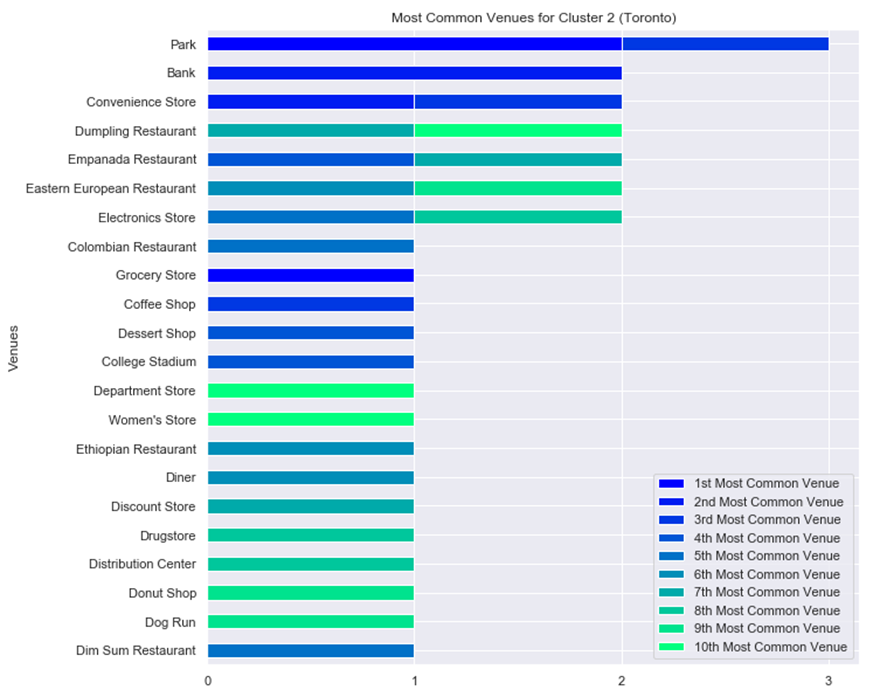 Most Common Venues for Cluster 2 (Toronto)
Park
Bank
Convenience Store
Dumpling Restaurant
Empanada Restaurant
Eastern European Restaurant
Electronics Store
Colombian Restaurant
Grocery Store
Coffee Shop
Dessert Shop
College Stadium
Department Store
Women's Store
Ethiopian Restaurant
Diner
Discount Store
Drugstore
Distribution Center
Donut Shop
Dog Run
Dim Sum Restaurant
Venues
0 1 2 3
1st Most Common Venue
2nd Most Common Venue
3rd Most Common Venue
4th Most Common Venue
5th Most Common Venue
6th Most Common Venue
7th Most Common Venue
8th Most Common Venue
9th Most Common Venue
10th Most Common Venue